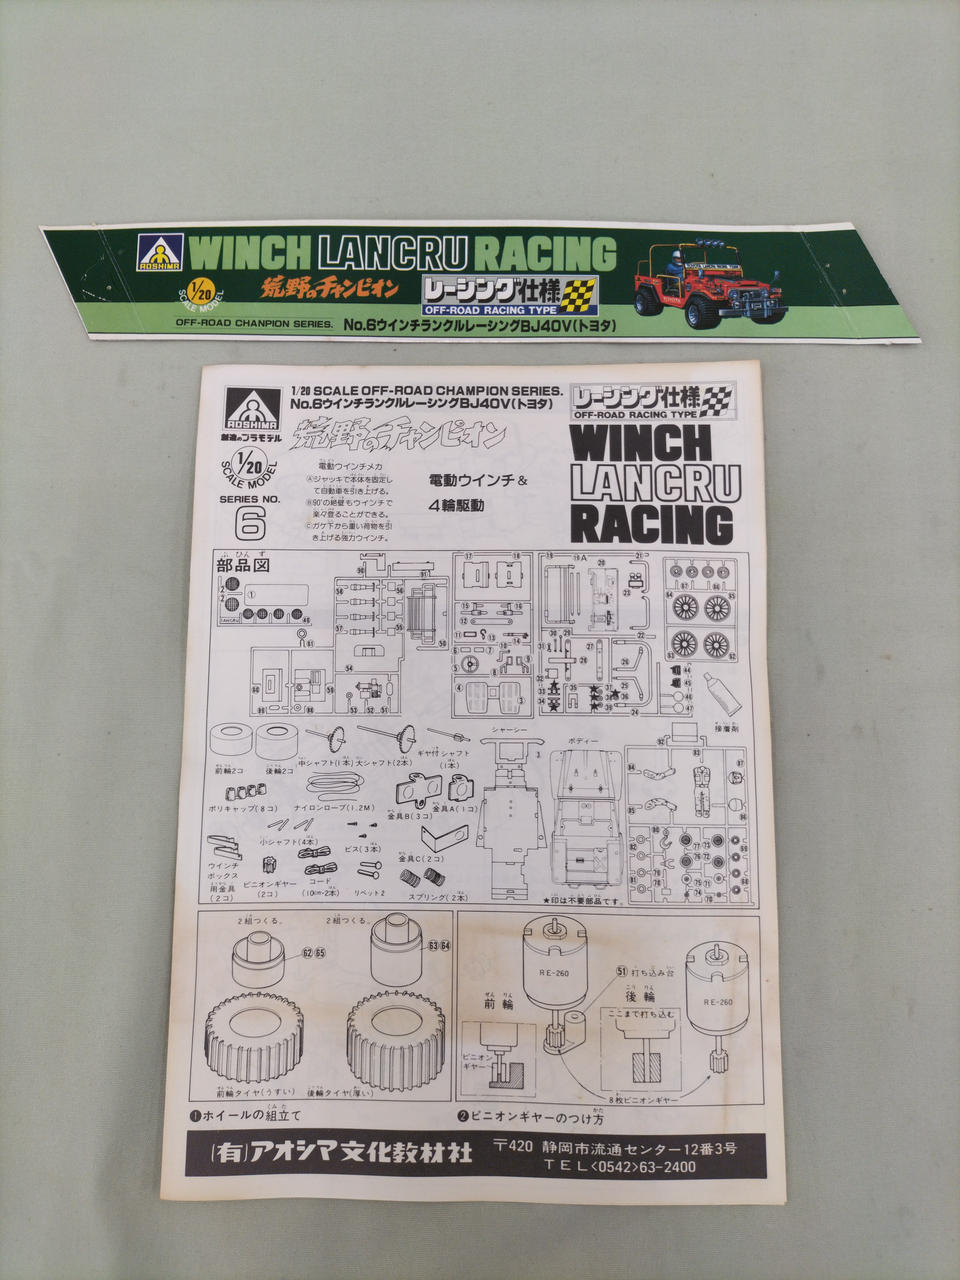 AOSHIMA
WINCH LANCRU RACING
1/20
SCALE MODEL
荒野のチャンピオン
レーシング仕様
OFF-ROAD RACING TYPE
OFF-ROAD CHANPION SERIES.
No.6ウインチランクルレーシングBJ40V(トヨタ)
TOYOTA
AOSHIMA
創造のプラモデル
1/20 SCALE OFF-ROAD CHAMPION SERIES.
No.6ウインチランクルレーシングBJ40V(トヨタ)
荒野のチャンピオン
レーシング仕様
OFF-ROAD RACING TYPE
1/20
SCALE MODEL
SERIES NO.
6
電動ウインチメカ
Ⓐジャッキで本体を固定し
て自動車を引き上げる。
Ⓑ90°の絶壁もウインチで
楽々登ることができる。
Ⓒガケ下から重い荷物を引
き上げる強力ウインチ。
電動ウインチ&
4輪駆動
WINCH
LANCRU
RACING
部品図
ぶひんず
LANCRU
接着剤
前輪2コ
後輪2コ
中シャフト(1本)
大シャフト(2本)
ギヤ付シャフト
(1本)
シャーシー
ボディー
ポリキャップ(8コ)
ナイロンロープ(1.2M)
金具B(3コ)
金具A(1コ)
小シャフト(4本)
ビス(3本)
金具C(2コ)
ウインチ
ボックス
用金具
(2コ)
ピニオンギヤー
(2コ)
コード
(10cm-2本)
リベット2
スプリング(2本)
★印は不要部品です。
2組つくる。
62 65
2組つくる。
63 64
前輪タイヤ(うすい)
後輪タイヤ(厚い)
❶ホイールの組立て
RE-260
前輪
ピニオン
ギヤー
51 打ち込み台
後輪
ここまで打ち込む
RE-260
8枚ピニオンギヤー
❷ピニオンギヤーのつけ方
(有)アオシマ文化教材社
〒420 静岡市流通センター12番3号
TEL<0542>63-2400